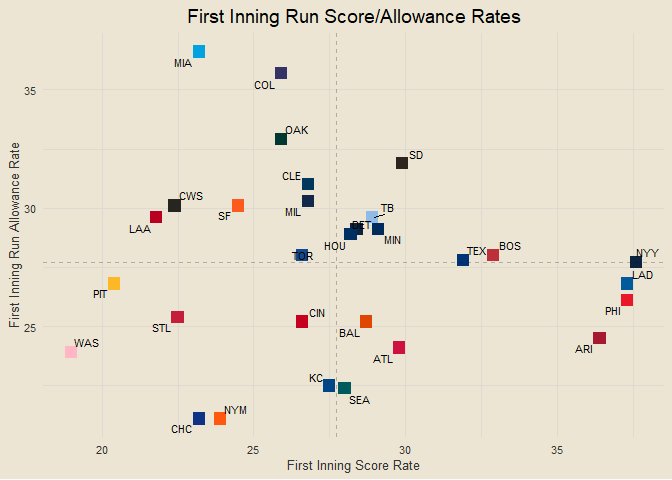 First Inning Run Score/Allowance Rates
First Inning Run Allowance Rate
35
30
25
MIA
COL
OAK
SD
CLE
CWS
MIL
SF
TB
LAA
DET
MIN
HOU
TOR
TEX
BOS
NYY
LAD
PIT
PHI
STL
CIN
BAL
ARI
WAS
ATL
KC
SEA
NYM
CHC
20
25
30
35
First Inning Score Rate